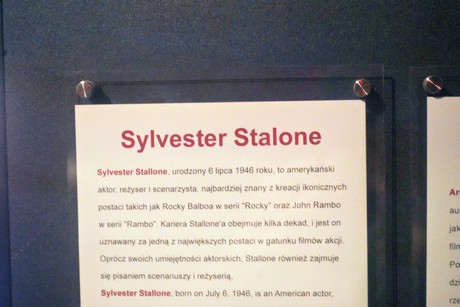 Sylvester Stalone
Sylvester Stallone, urodzony 6 lipca 1946 roku, to amerykański
aktor, reżyser i scenarzysta, najbardziej znany z kreacji ikonicznych
postaci takich jak Rocky Balboa w serii "Rocky" oraz John Rambo
w serii "Rambo". Kariera Stallone'a obejmuje kilka dekad, i jest on
uznawany za jedną z największych postaci w gatunku filmów akcji.
Oprócz swoich umiejętności aktorskich, Stallone również zajmuje
się pisaniem scenariuszy i reżyserią.
Sylvester Stallone, born on July 6, 1946, is an American actor,